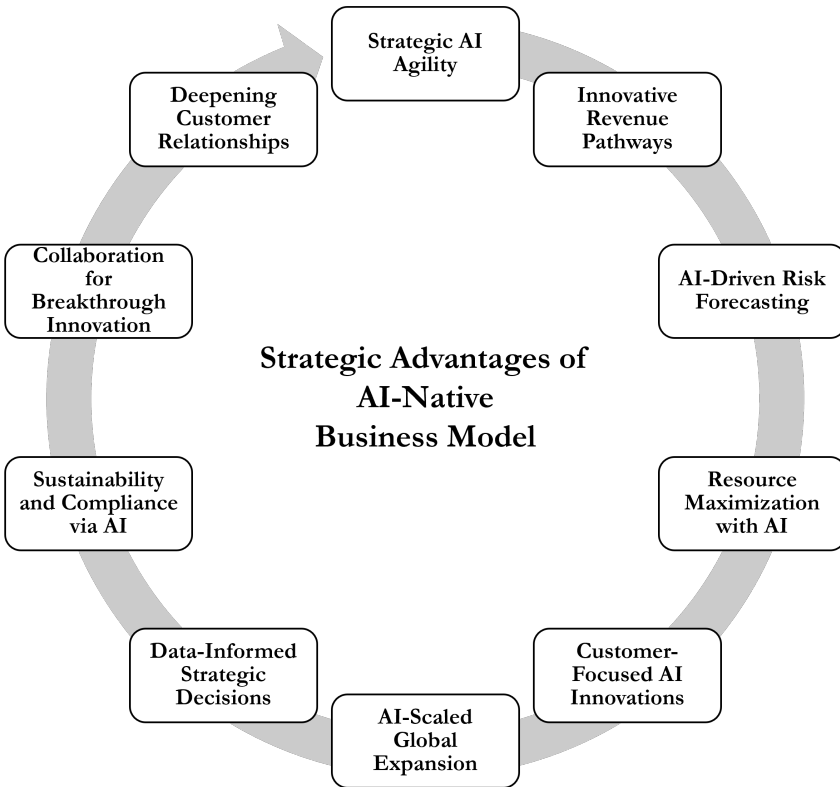 Strategic AI
Agility
Innovative
Revenue
Pathways
AI-Driven Risk
Forecasting
Resource
Maximization
with AI
Customer-
Focused AI
Innovations
AI-Scaled
Global
Expansion
Data-Informed
Strategic
Decisions
Sustainability
and Compliance
via AI
Collaboration
for
Breakthrough
Innovation
Deepening
Customer
Relationships
Strategic Advantages of
AI-Native
Business Model